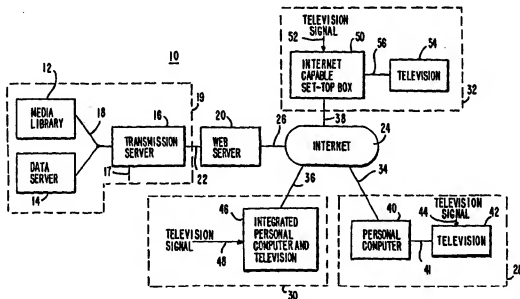 TELEVISION
SIGNAL
52
50
56
54
INTERNET
CAPABLE
SET-TOP BOX
TELEVISION
32
10
12
MEDIA
LIBRARY
18
16
19
20
TRANSMISSION
SERVER
WEB
SERVER
26
38
INTERNET
24
DATA
SERVER
17
22
14
36
34
46
INTEGRATED
PERSONAL
COMPUTER AND
TELEVISION
TELEVISION
SIGNAL
48
30
40
TELEVISION
SIGNAL
44
42
PERSONAL
COMPUTER
TELEVISION
41